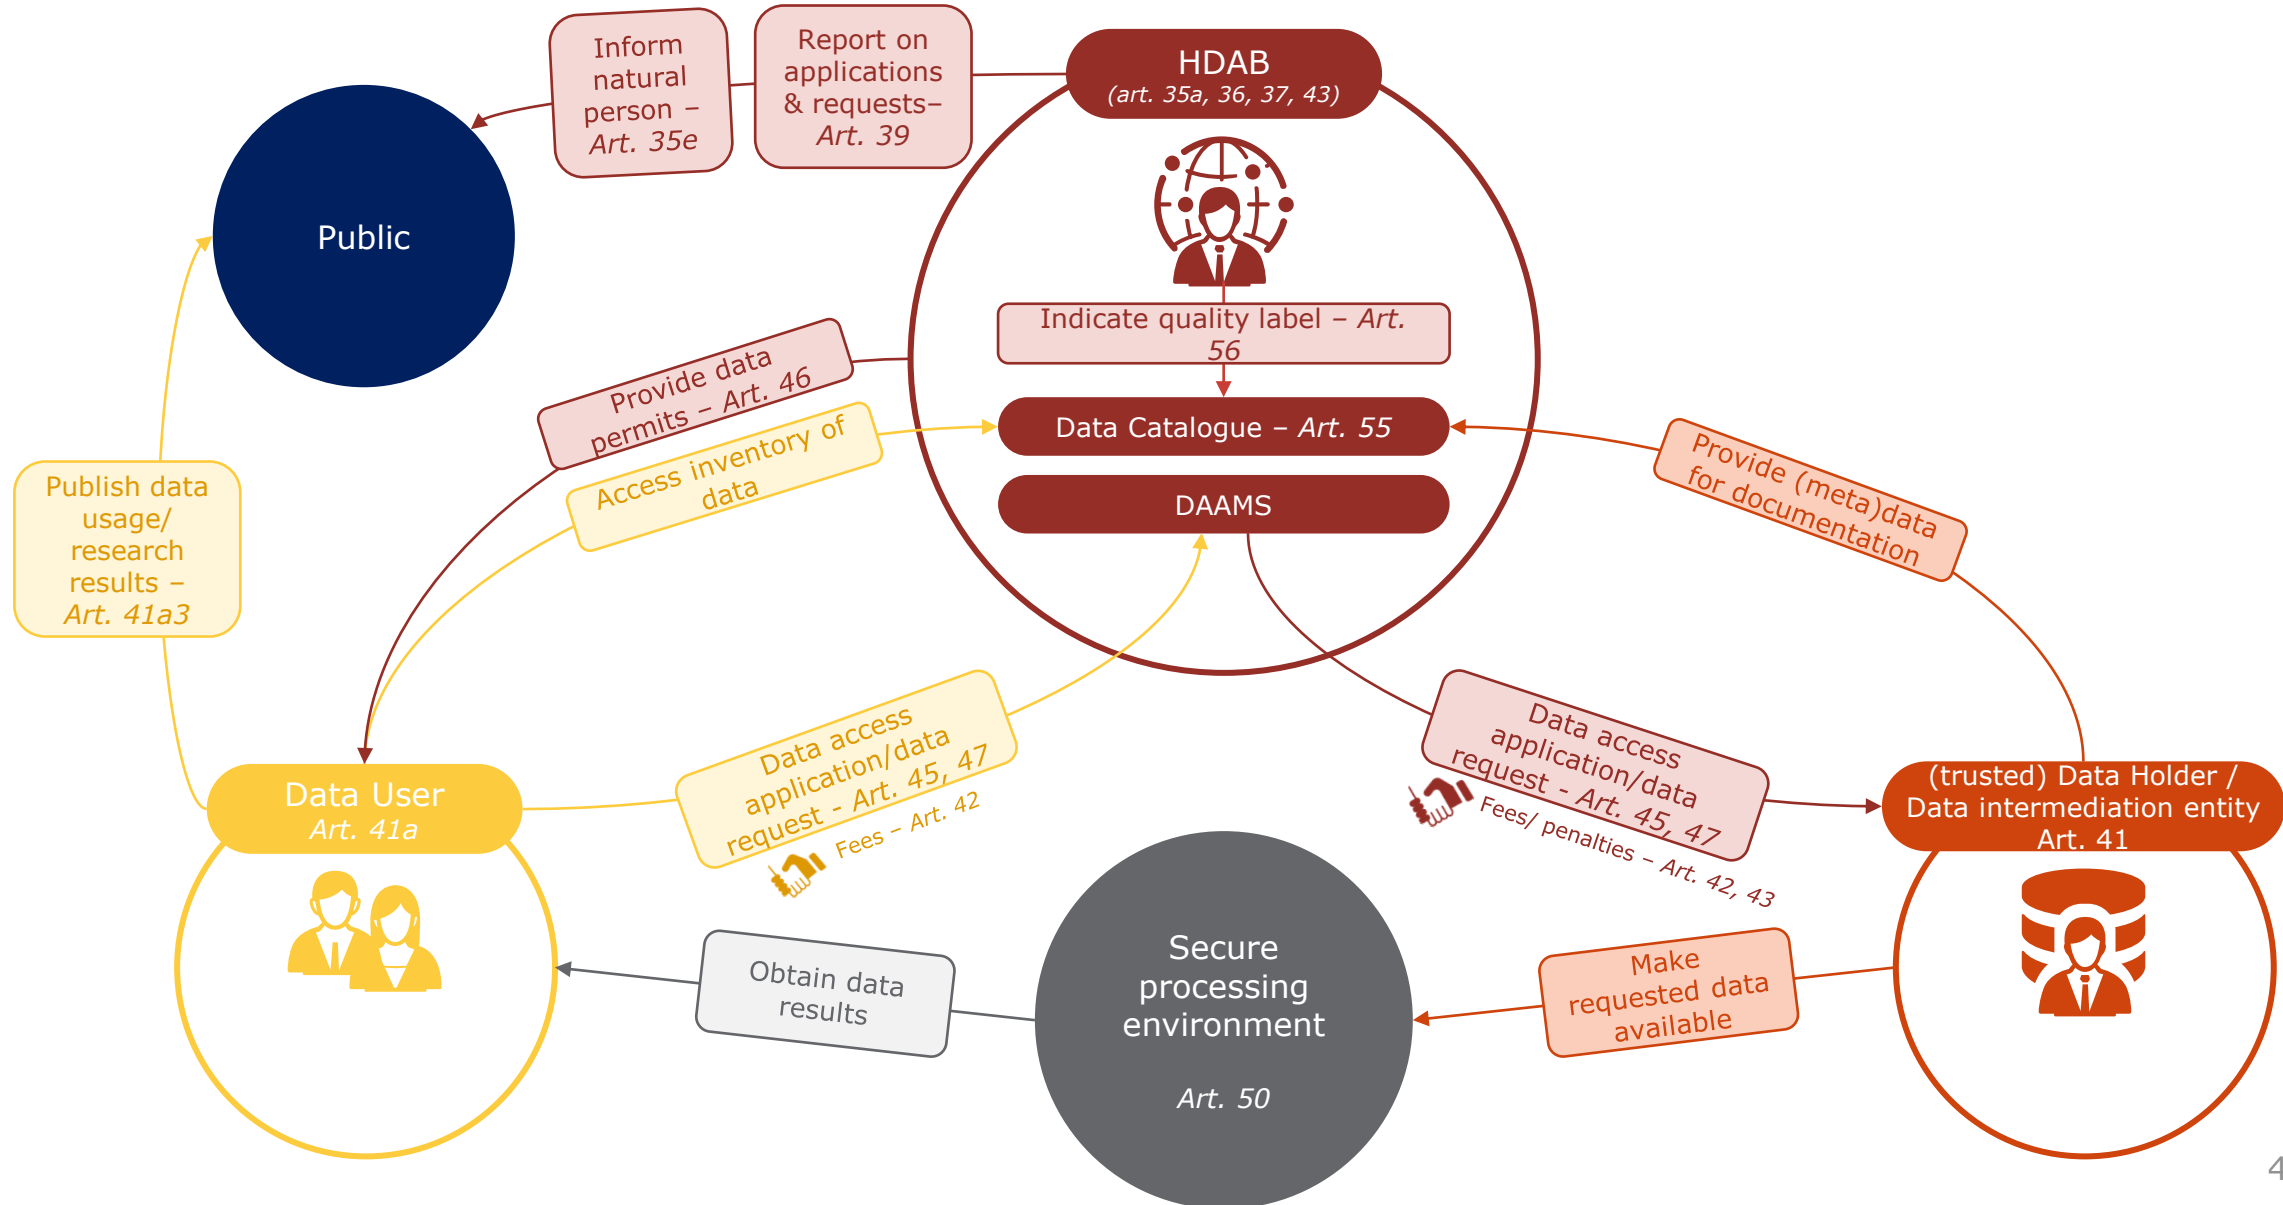 Inform
natural
person –
Art. 35e
Report on
applications
& requests–
Art. 39
HDAB
(art. 35a, 36, 37, 43)
Public
Indicate quality label – Art.
56
Provide data
permits – Art. 46
Access inventory of
data
Data Catalogue – Art. 55
DAAMS
Provide (meta)data
for documentation
Publish data
usage/
research
results –
Art. 41a3
Data access
application/data
request - Art. 45, 47
Fees – Art. 42
Data access
application/data
request - Art. 45, 47
Fees/ penalties – Art. 42, 43
Data User
Art. 41a
(trusted) Data Holder /
Data intermediation entity
Art. 41
Obtain data
results
Secure
processing
environment
Art. 50
Make
requested data
available
4